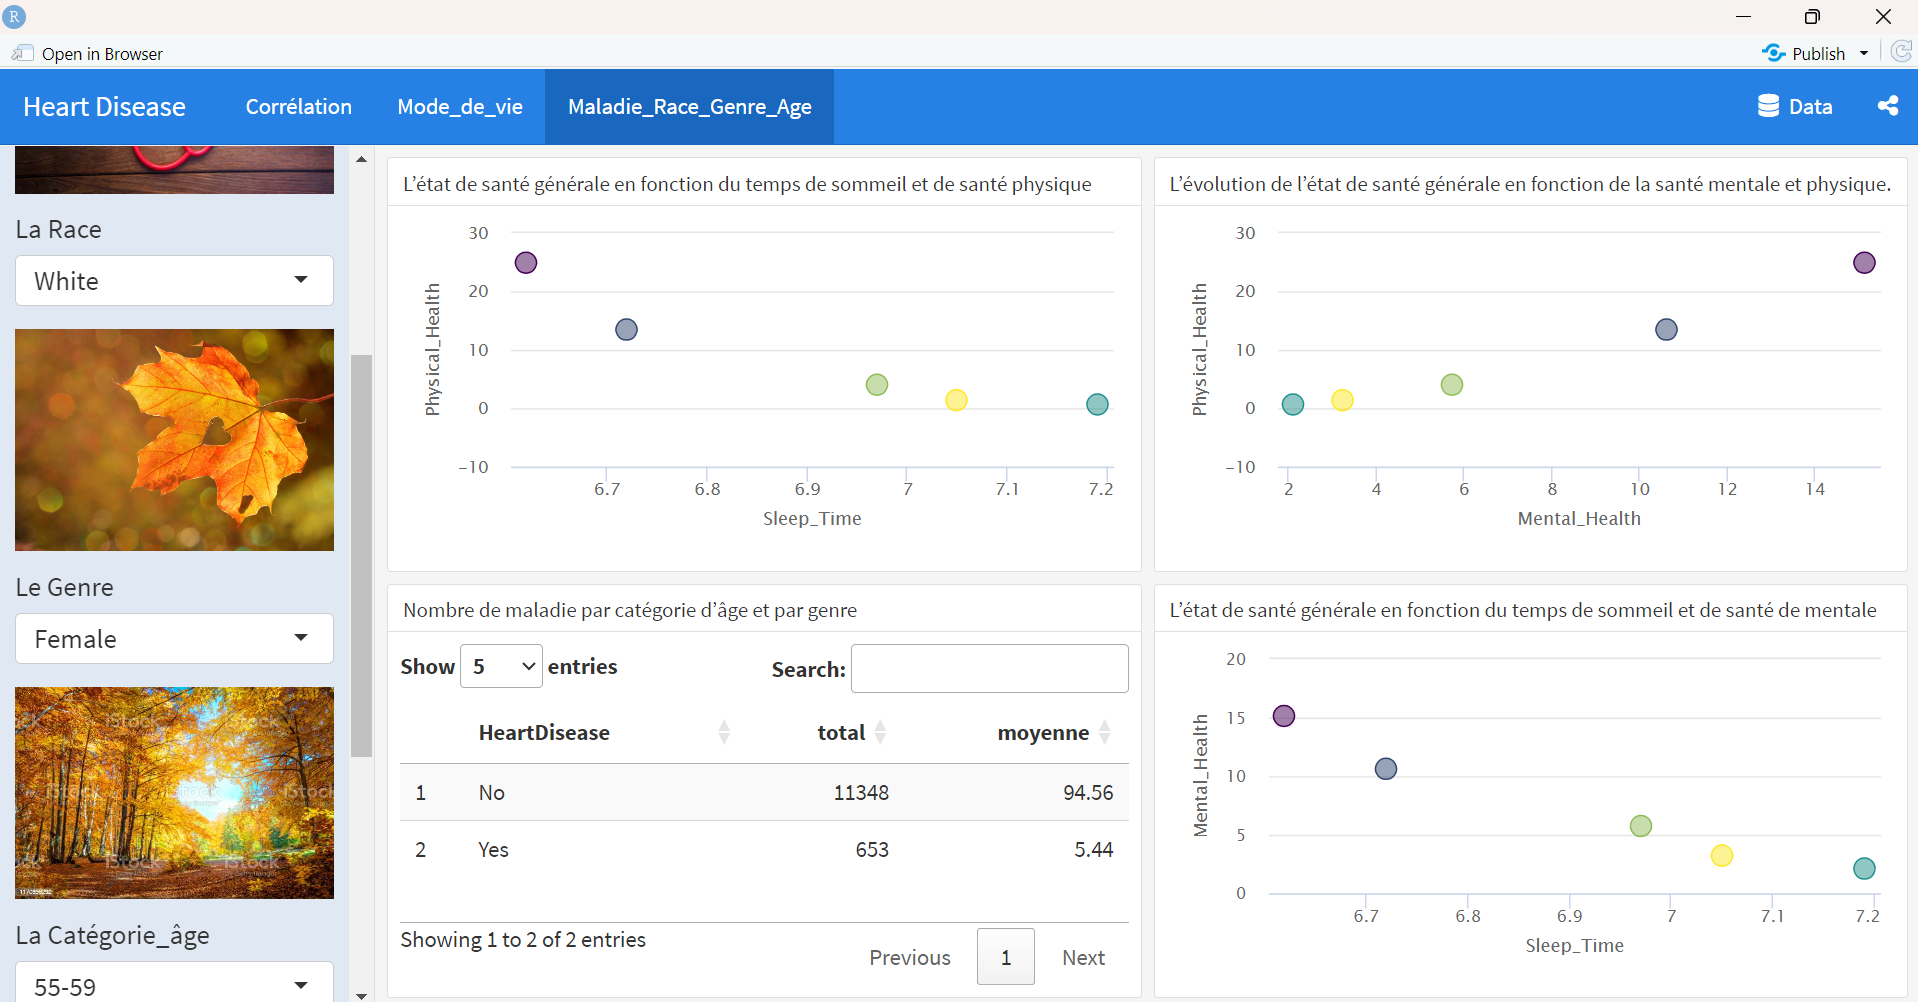 R
Open in Browser
Publish
Heart Disease
Corrélation
Mode_de_vie
Maladie_Race_Genre_Age
Data
La Race
White
Le Genre
Female
iStock
iStock
iStock
iStock
iStock
iStock
La Catégorie_âge
55-59
L’état de santé générale en fonction du temps de sommeil et de santé physique
30
20
10
0
−10
Physical_Health
6.7
6.8
6.9
7
7.1
7.2
Sleep_Time
L’évolution de l’état de santé générale en fonction de la santé mentale et physique.
30
20
10
0
−10
Physical_Health
2
4
6
8
10
12
14
Mental_Health
Nombre de maladie par catégorie d’âge et par genre
Show 5 entries
Search:
HeartDisease total moyenne
1 No 11348 94.56
2 Yes 653 5.44
Showing 1 to 2 of 2 entries
Previous 1 Next
L’état de santé générale en fonction du temps de sommeil et de santé de mentale
20
15
10
5
0
Mental_Health
6.7
6.8
6.9
7
7.1
7.2
Sleep_Time